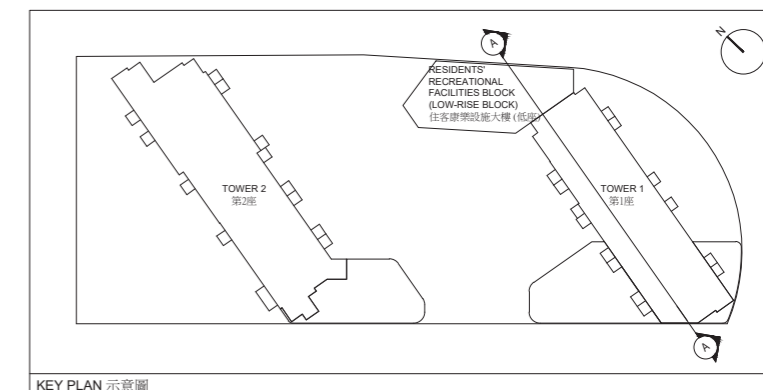 N
A
RESIDENTS'
RECREATIONAL
FACILITIES BLOCK
(LOW-RISE BLOCK)
住客康樂設施大樓 (低座)
TOWER 2
第2座
TOWER 1
第1座
A
KEY PLAN 示意圖